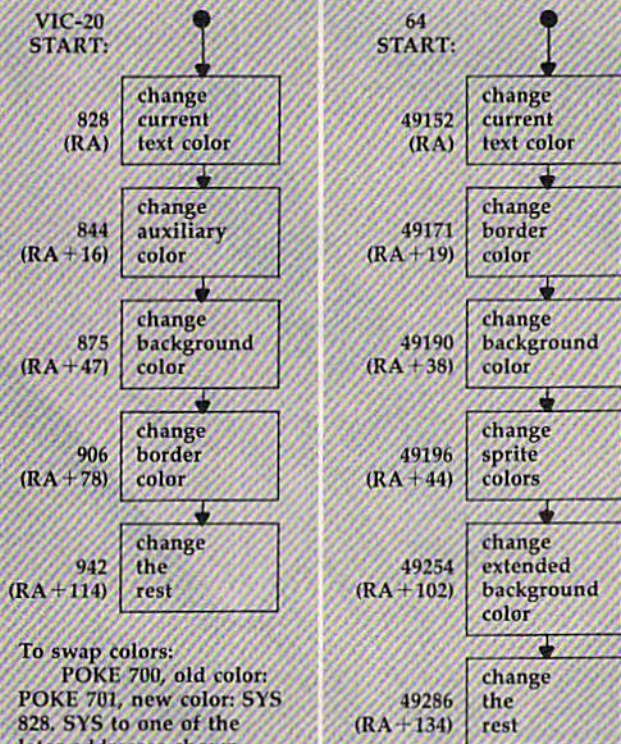 VIC-20
START:
828
(RA)
change
current
text color
844
(RA+16)
change
auxiliary
color
875
(RA+47)
change
background
color
906
(RA+78)
change
border
color
942
(RA+114)
change
the
rest
To swap colors:
POKE 700, old color:
POKE 701, new color: SYS
828. SYS to one of the
64
START:
49152
(RA)
change
current
text color
49171
(RA+19)
change
border
color
49190
(RA+38)
change
background
color
49196
(RA+44)
change
sprite
colors
49254
(RA+102)
change
extended
background
color
49286
(RA+134)
change
the
rest